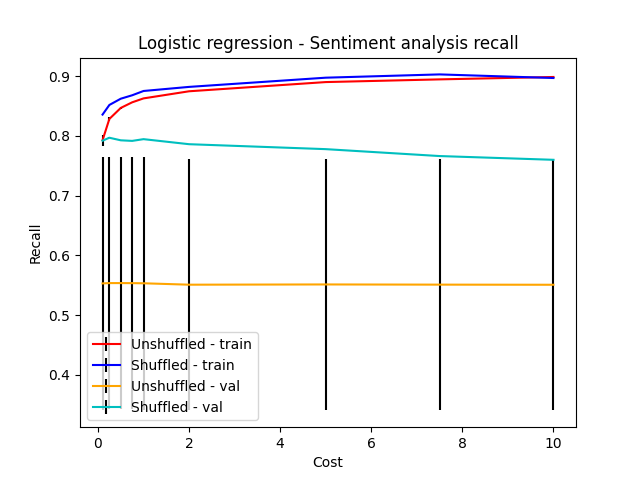 Logistic regression - Sentiment analysis recall
Recall
0.9
0.8
0.7
0.6
0.5
0.4
Unshuffled - train
Shuffled - train
Unshuffled - val
Shuffled - val
0 2 4 6 8 10
Cost